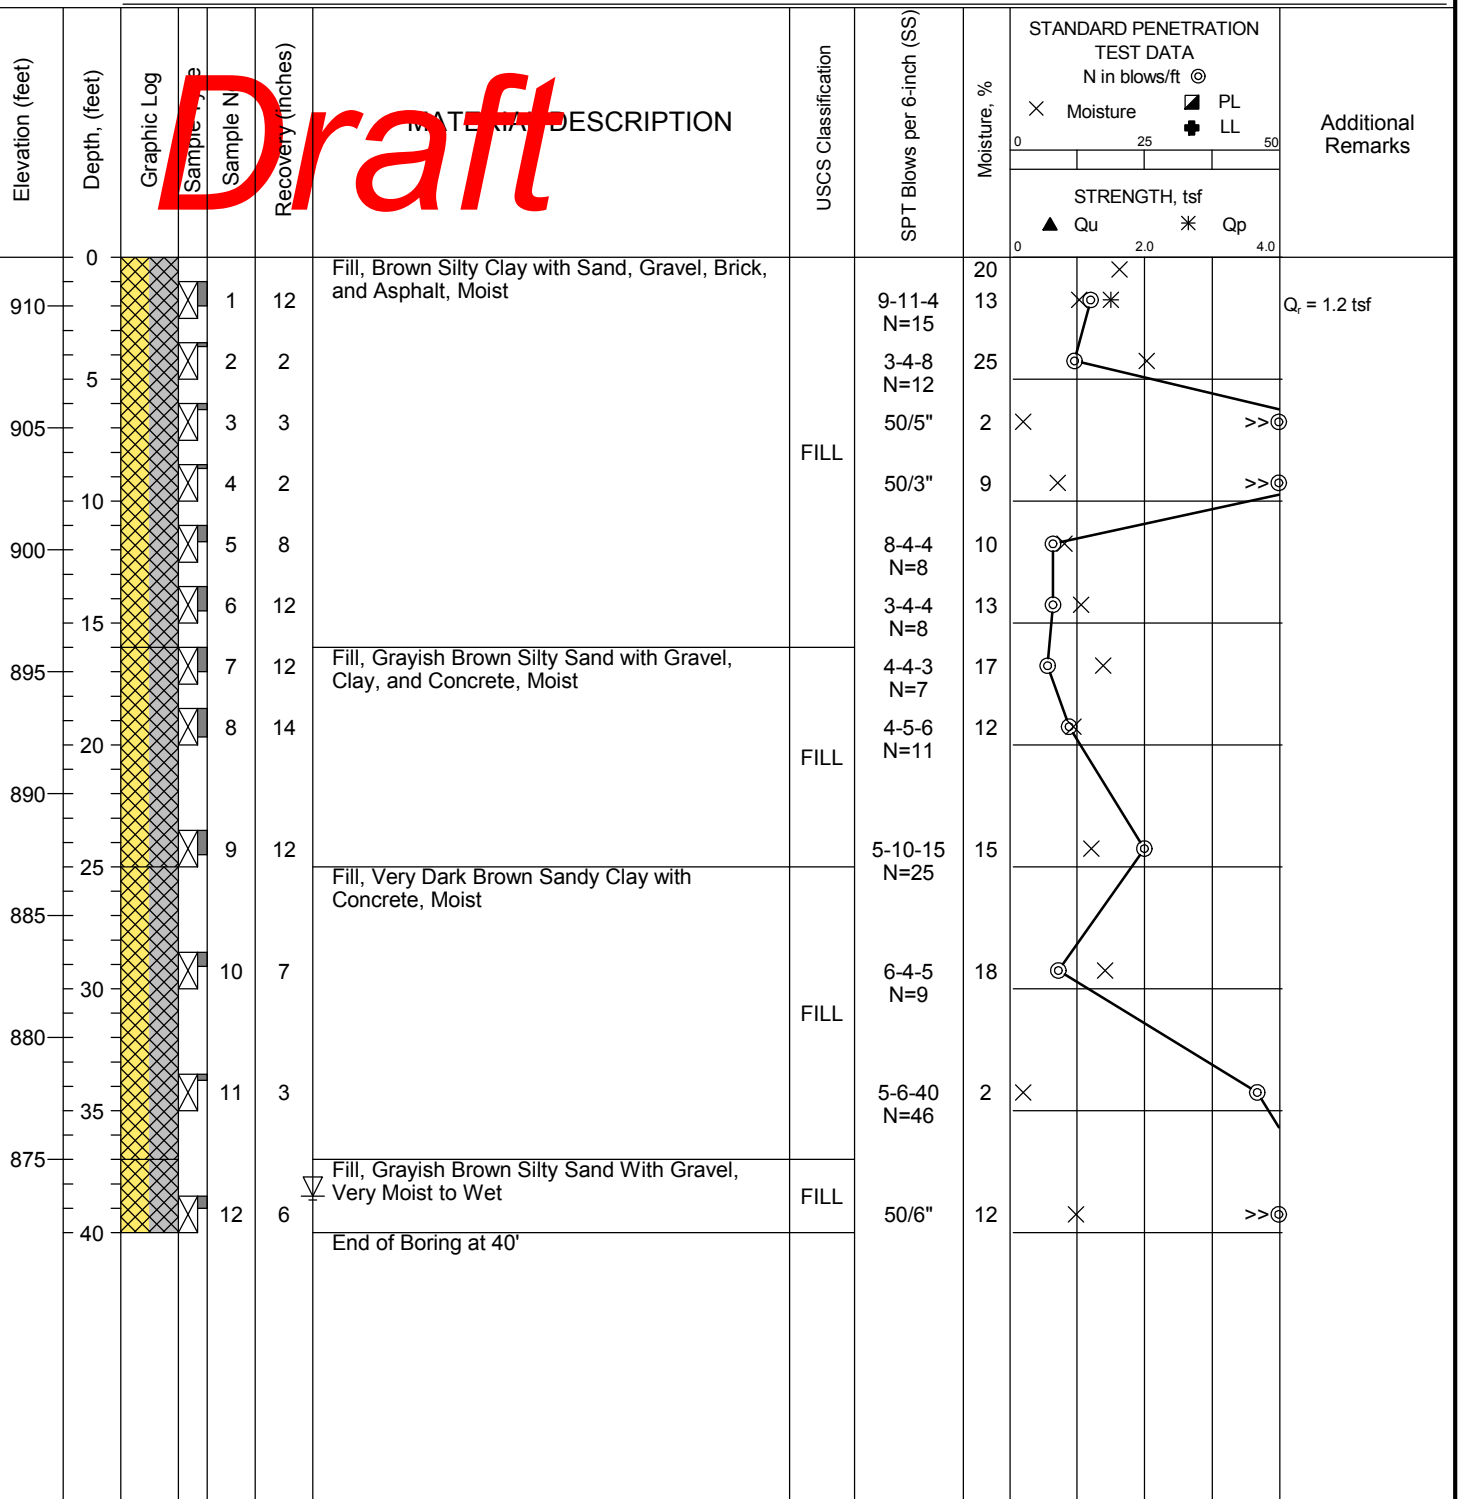 Elevation (feet)
Depth, (feet)
Graphic Log
Sample Type
Sample No
Recovery (inches)
MATERIAL DESCRIPTION
USCS Classification
SPT Blows per 6-inch (SS)
Moisture, %
STANDARD PENETRATION
TEST DATA
N in blows/ft
Moisture
PL
LL
0 25 50
STRENGTH, tsf
Qu Qp
0 2.0 4.0
Additional
Remarks
Draft
0
Fill, Brown Silty Clay with Sand, Gravel, Brick,
and Asphalt, Moist
20
910 1 12 9-11-4 13 Qr = 1.2 tsf
N=15
2 2 3-4-8 25
5 N=12
905 3 3 50/5" 2 >>
FILL
4 2 50/3" 9 >>
10
900 5 8 8-4-4 10
N=8
6 12 3-4-4 13
15 N=8
Fill, Grayish Brown Silty Sand with Gravel,
Clay, and Concrete, Moist
895 7 12 4-4-3 17
N=7
8 14 4-5-6 12
20 N=11
FILL
890
9 12 5-10-15 15
25 N=25
Fill, Very Dark Brown Sandy Clay with
Concrete, Moist
885
10 7 6-4-5 18
30 N=9
FILL
880
11 3 5-6-40 2
35 N=46
875
Fill, Grayish Brown Silty Sand With Gravel,
Very Moist to Wet
FILL
12 6 50/6" 12 >>
40
End of Boring at 40'